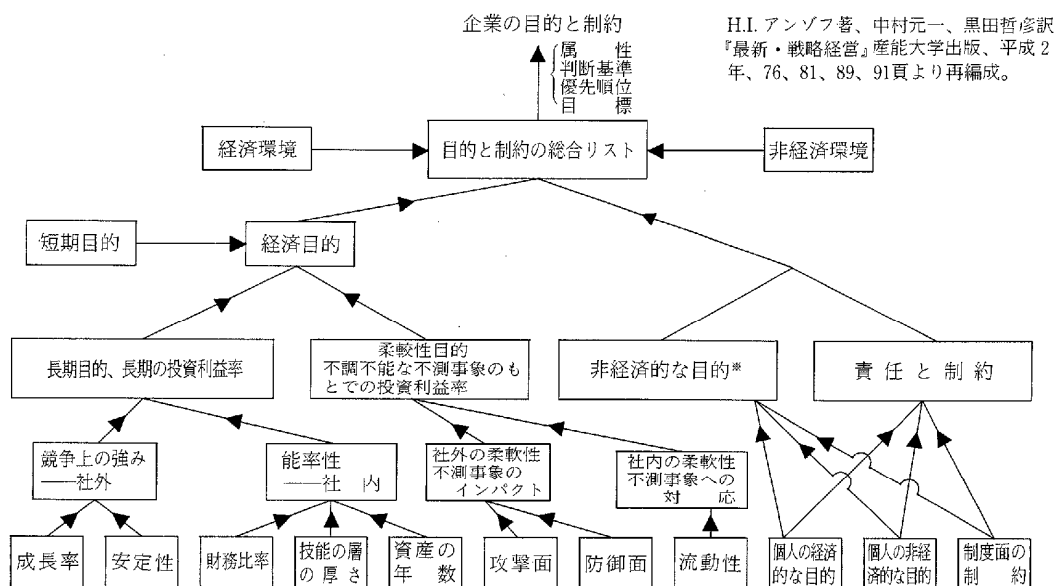 企業の目的と制約
属性
判断基準
優先順位
目標
H.I. アンゾフ著、中村元一、黒田哲彦訳
『最新・戦略経営』産能大学出版、平成2
年、76、81、89、91頁より再編成。
経済環境
目的と制約の総合リスト
非経済環境
短期目的
経済目的
長期目的、長期の投資利益率
柔較性目的
不調不能な不測事象のも
とでの投資利益率
非経済的な目的※
責任と制約
競争上の強み
──社外
能率性
──社内
社外の柔軟性
不測事象の
インパクト
社内の柔軟性
不測事象への
対応
成長率
安定性
財務比率
技能の層
の厚さ
資産の
年数
攻撃面
防御面
流動性
個人の経済
的な目的
個人の非経
済的な目的
制度面の
制約